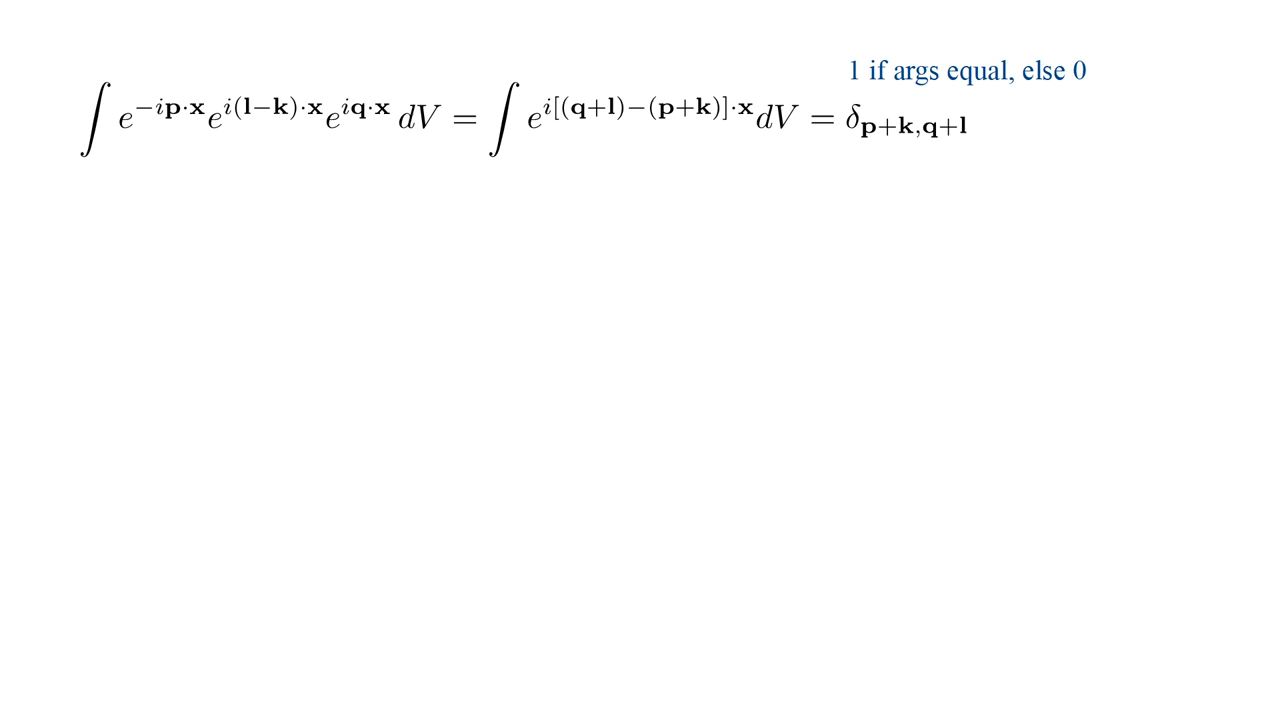 1 if args equal, else 0
∫ e^{−i𝐩·𝐱} e^{i(𝐥−𝐤)·𝐱} e^{i𝐪·𝐱} dV = ∫ e^{i[(𝐪+𝐥)−(𝐩+𝐤)]·𝐱} dV = δ_{𝐩+𝐤,𝐪+𝐥}